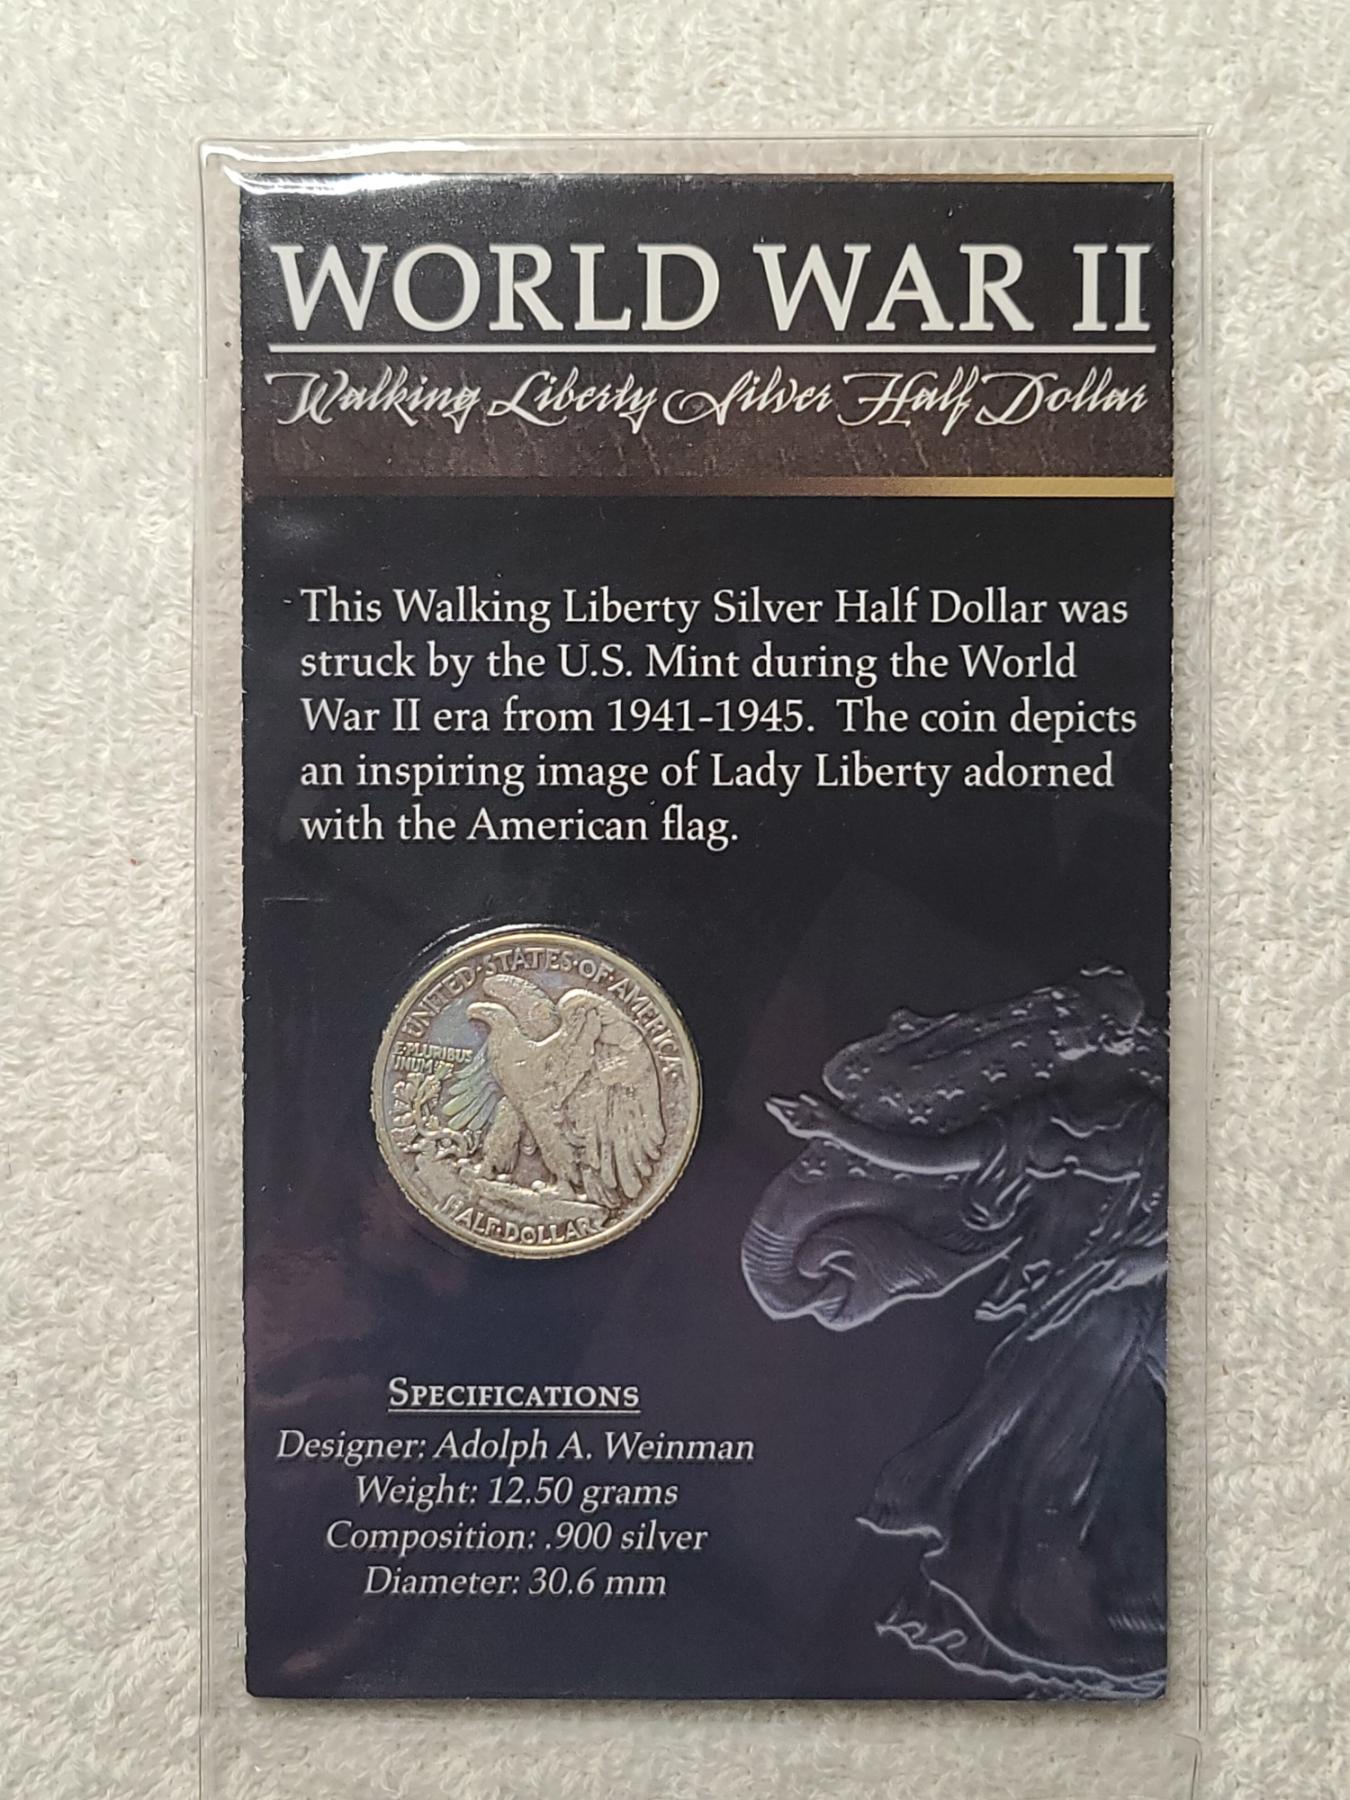 WORLD WAR II
Walking Liberty Silver Half Dollar
This Walking Liberty Silver Half Dollar was
struck by the U.S. Mint during the World
War II era from 1941-1945. The coin depicts
an inspiring image of Lady Liberty adorned
with the American flag.
UNITED·STATES·OF·AMERICA
E·PLURIBUS
UNUM
HALF·DOLLAR
SPECIFICATIONS
Designer: Adolph A. Weinman
Weight: 12.50 grams
Composition: .900 silver
Diameter: 30.6 mm